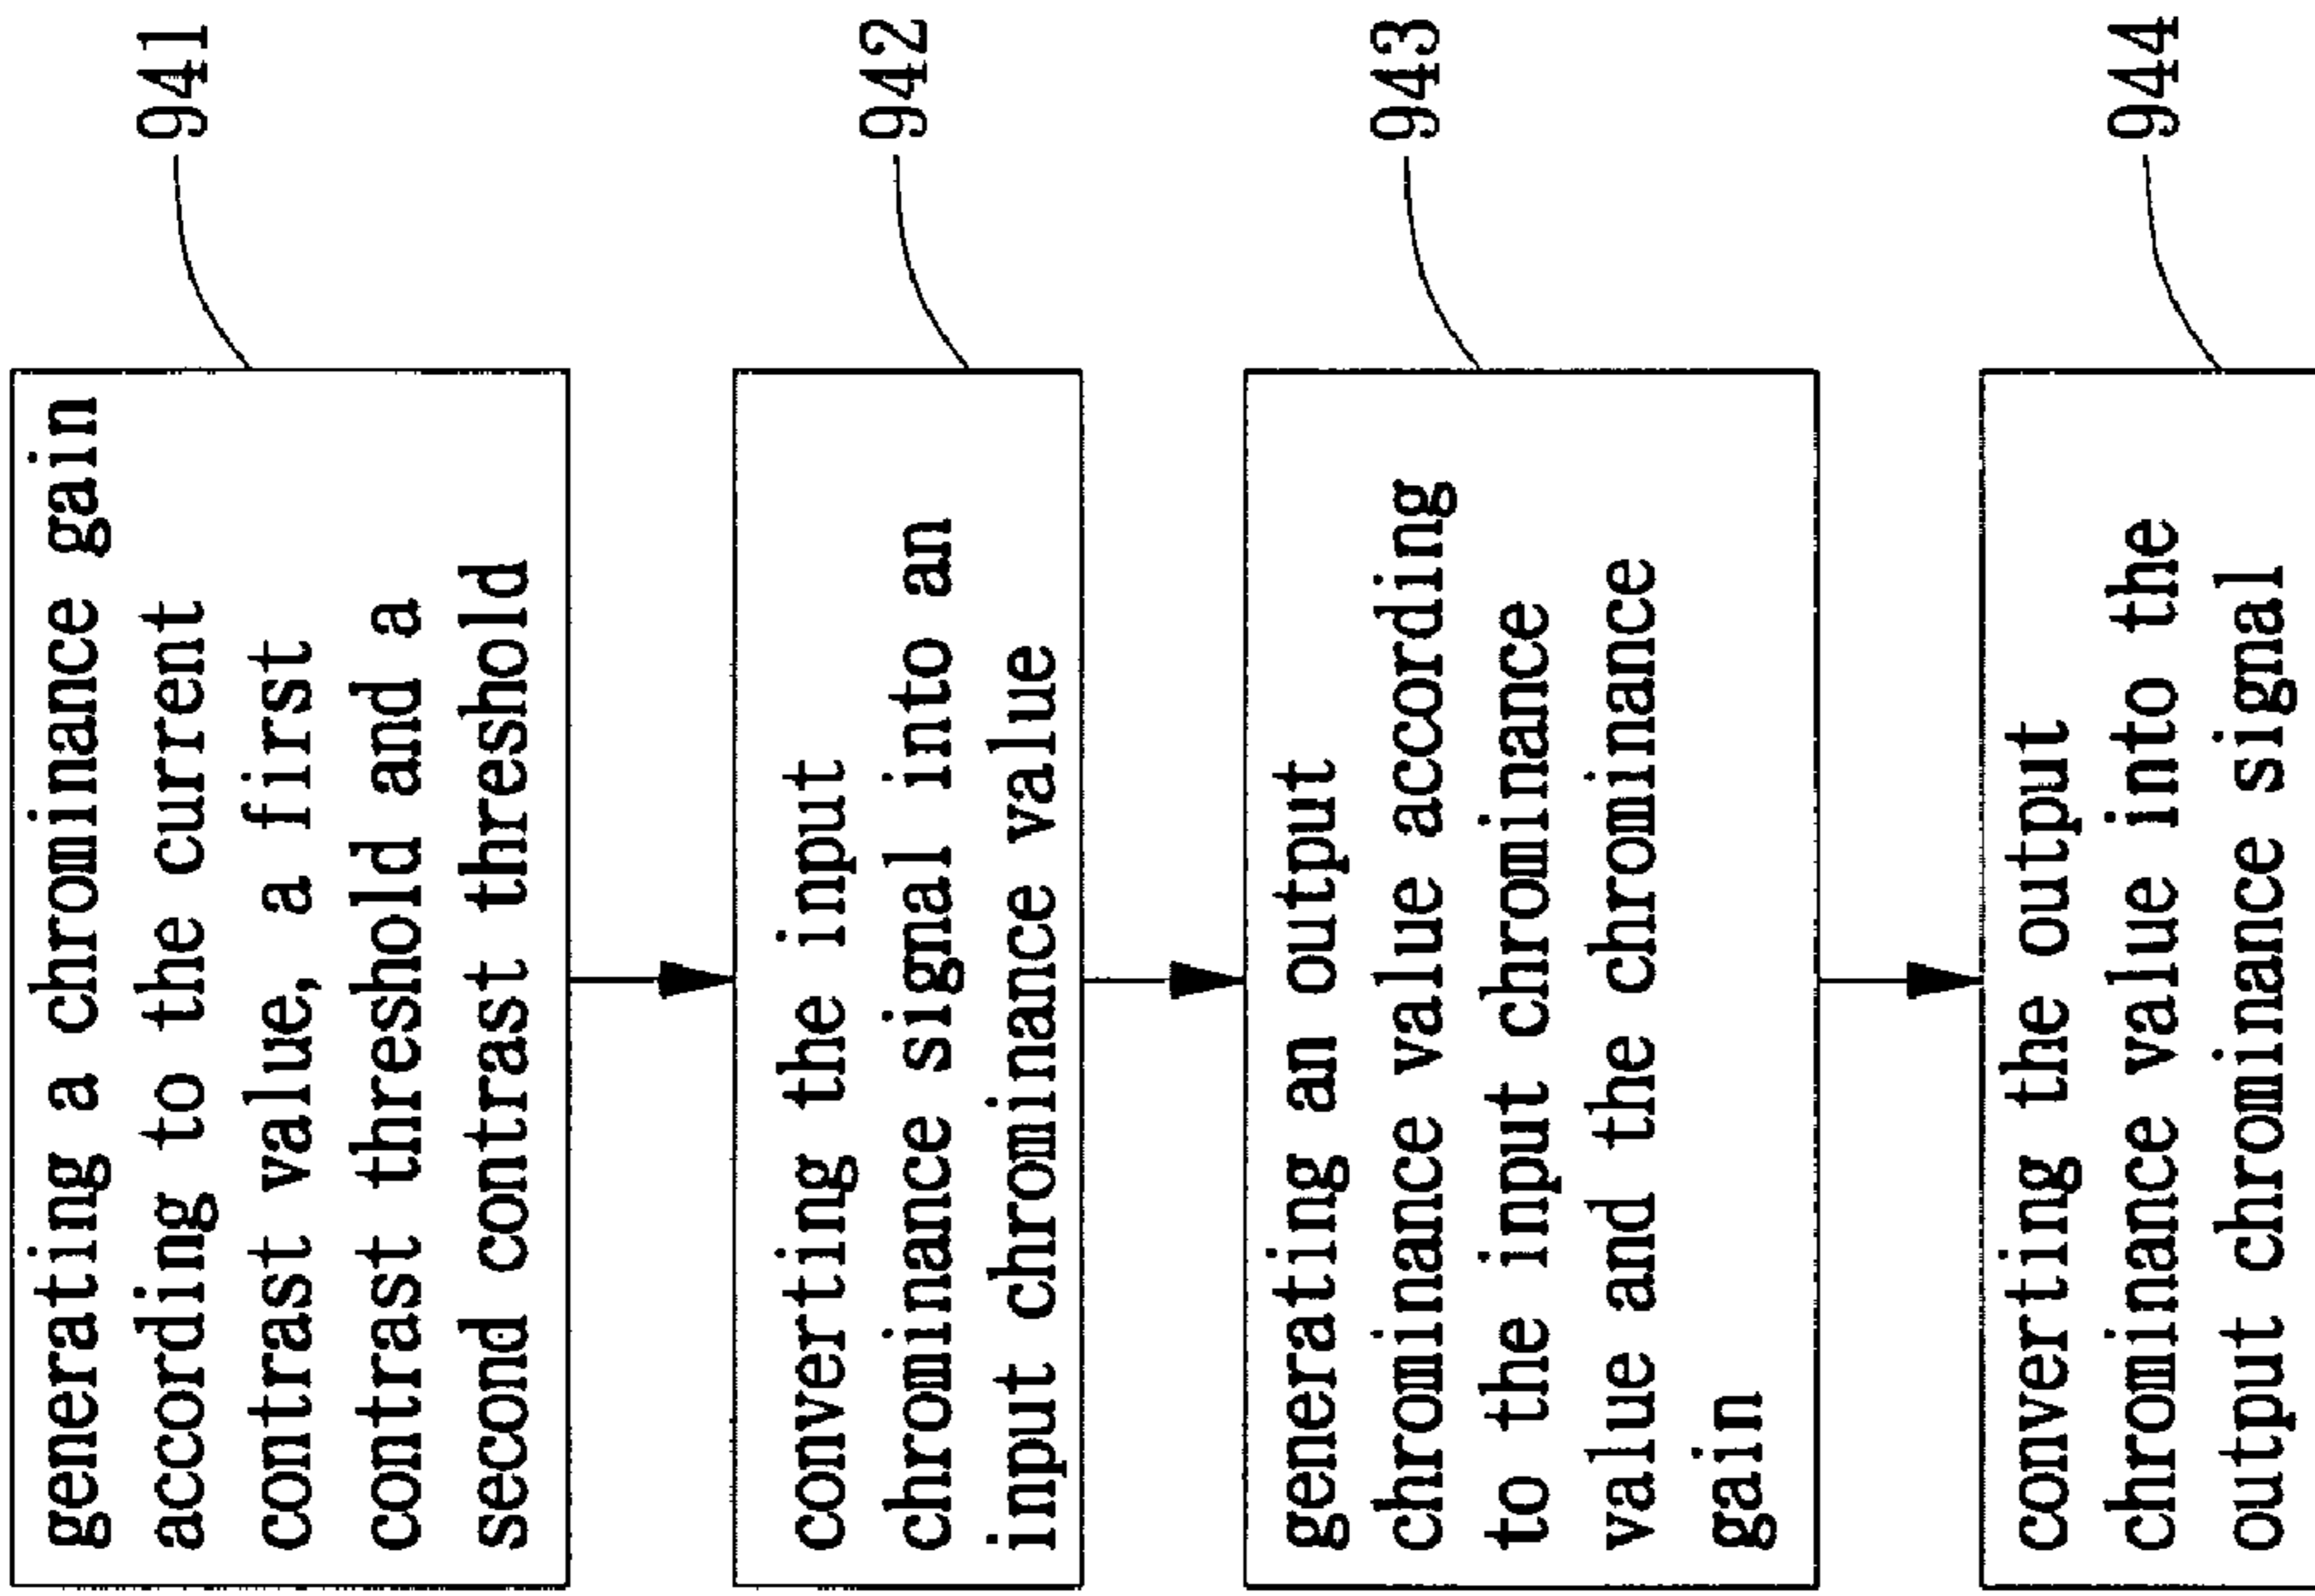 generating a chrominance gain
according to the current
contrast value, a first
contrast threshold and a
second contrast threshold
941
converting the input
chrominance signal into an
input chrominance value
942
generating an output
chrominance value according
to the input chrominance
value and the chrominance
gain
943
converting the output
chrominance value into the
output chrominance signal
944